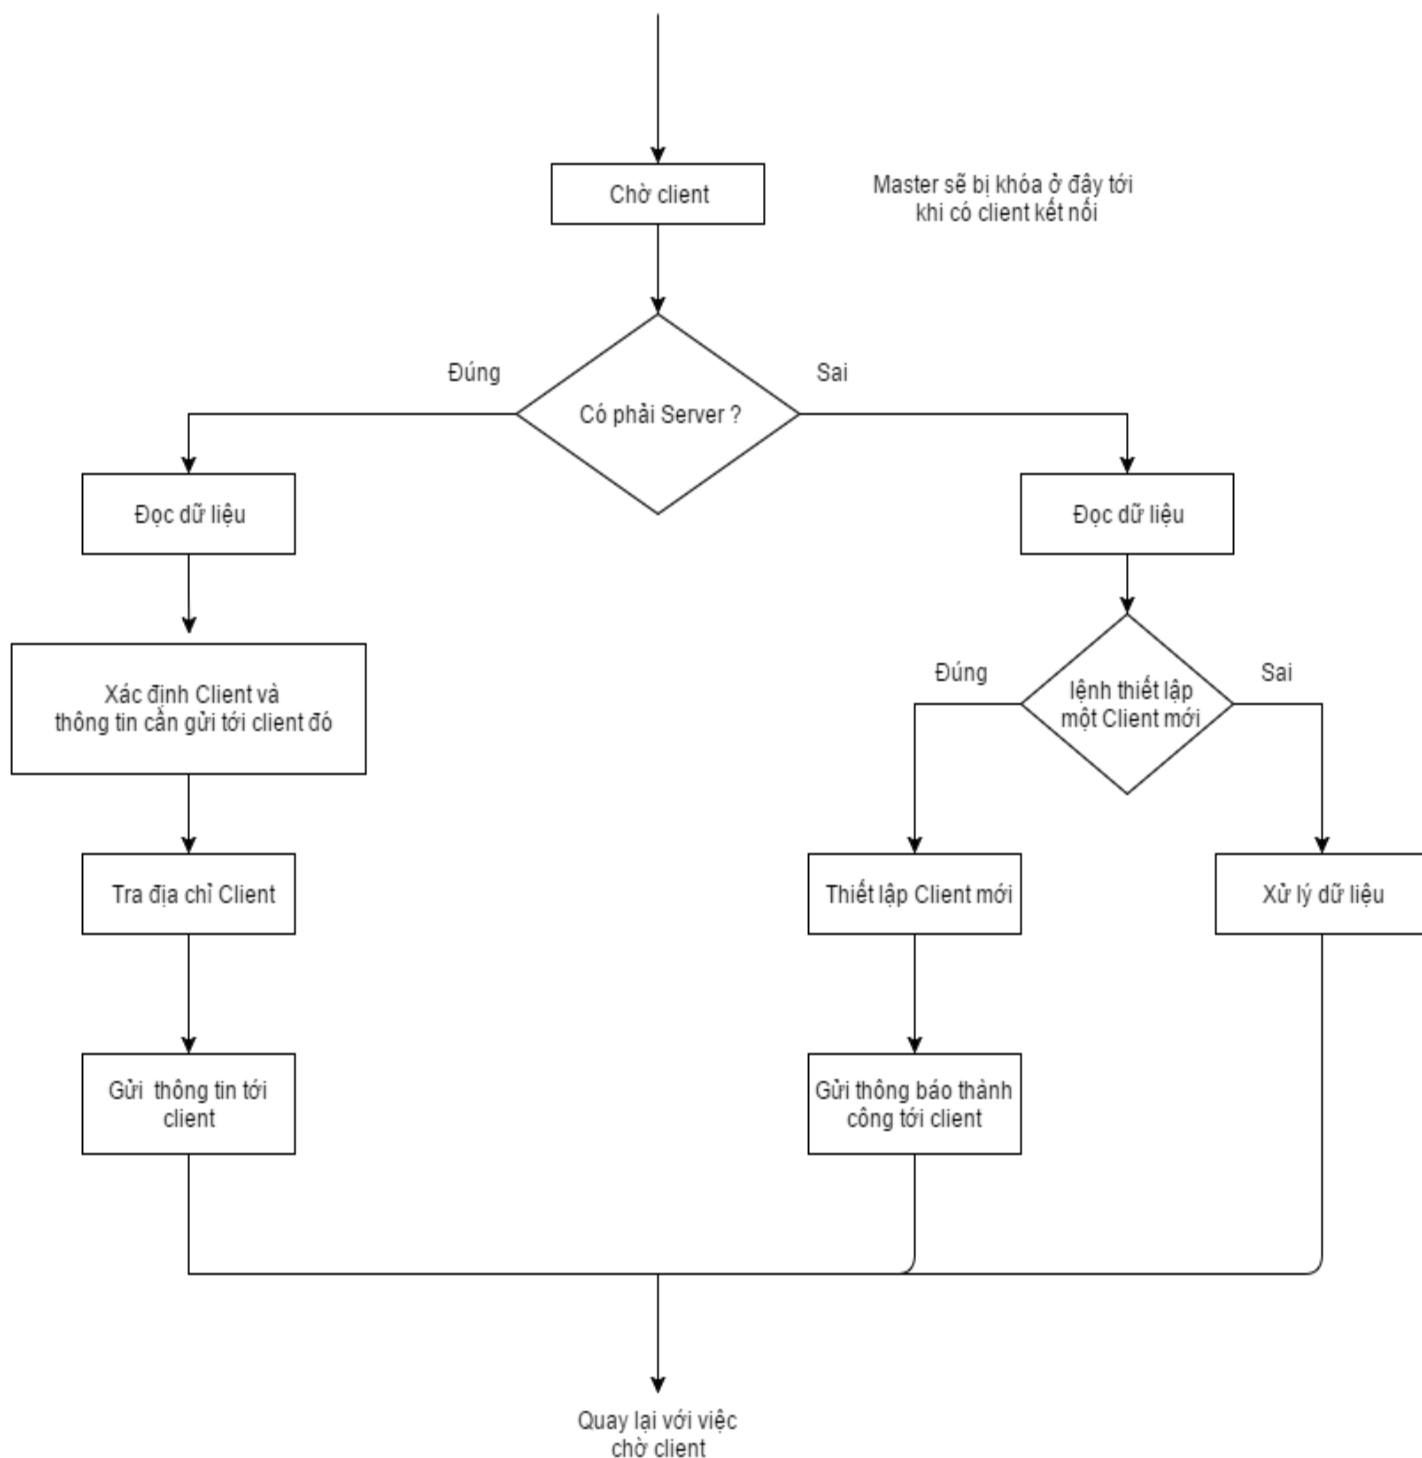 Chờ client
Master sẽ bị khóa ở đây tới
khi có client kết nối
Đúng
Sai
Có phải Server ?
Đọc dữ liệu
Đọc dữ liệu
Xác định Client và
thông tin cần gửi tới client đó
Đúng
Sai
lệnh thiết lập
một Client mới
Tra địa chỉ Client
Thiết lập Client mới
Xử lý dữ liệu
Gửi  thông tin tới
client
Gửi thông báo thành
công tới client
Quay lại với việc
chờ client